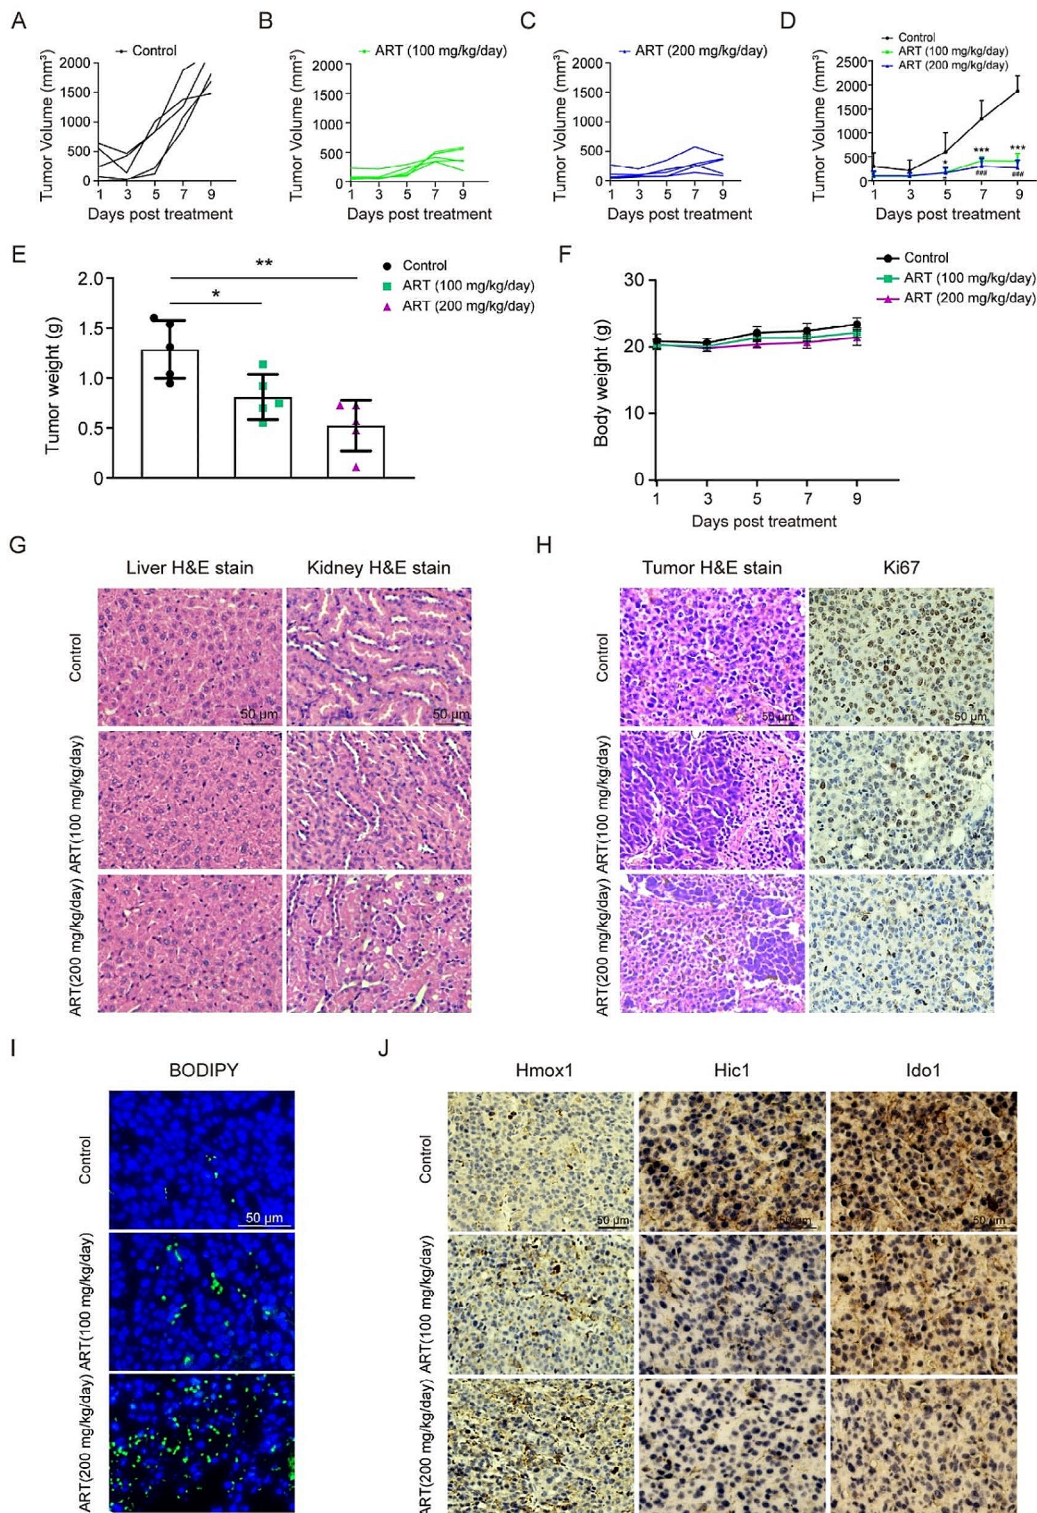 A
Control
Tumor Volume (mm³)
2000
1500
1000
500
0
1 3 5 7 9
Days post treatment
B
ART (100 mg/kg/day)
Tumor Volume (mm³)
2000
1500
1000
500
0
1 3 5 7 9
Days post treatment
C
ART (200 mg/kg/day)
Tumor Volume (mm³)
2000
1500
1000
500
0
1 3 5 7 9
Days post treatment
D
Control
ART (100 mg/kg/day)
ART (200 mg/kg/day)
Tumor Volume (mm³)
2500
2000
1500
1000
500
0
* *** ***
### ###
1 3 5 7 9
Days post treatment
E
Control
ART (100 mg/kg/day)
ART (200 mg/kg/day)
**
*
Tumor weight (g)
2.0
1.5
1.0
0.5
0
F
Control
ART (100 mg/kg/day)
ART (200 mg/kg/day)
Body weight (g)
30
20
10
0
1 3 5 7 9
Days post treatment
G
Liver H&E stain Kidney H&E stain
Control
50 µm 50 µm
ART(100 mg/kg/day)
ART(200 mg/kg/day)
H
Tumor H&E stain Ki67
Control
50 µm 50 µm
ART(100 mg/kg/day)
ART(200 mg/kg/day)
I
BODIPY
Control
50 µm
ART(100 mg/kg/day)
ART(200 mg/kg/day)
J
Hmox1 Hic1 Ido1
Control
50 µm 50 µm 50 µm
ART(100 mg/kg/day)
ART(200 mg/kg/day)